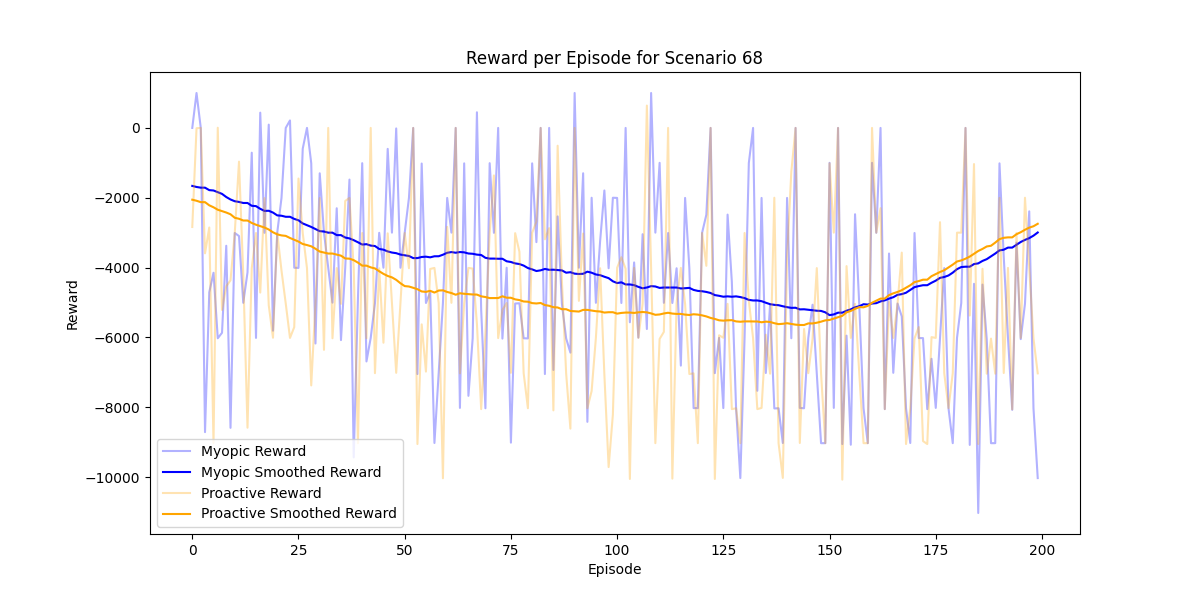 Reward per Episode for Scenario 68
Reward
0
−2000
−4000
−6000
−8000
−10000
Myopic Reward
Myopic Smoothed Reward
Proactive Reward
Proactive Smoothed Reward
0 25 50 75 100 125 150 175 200
Episode